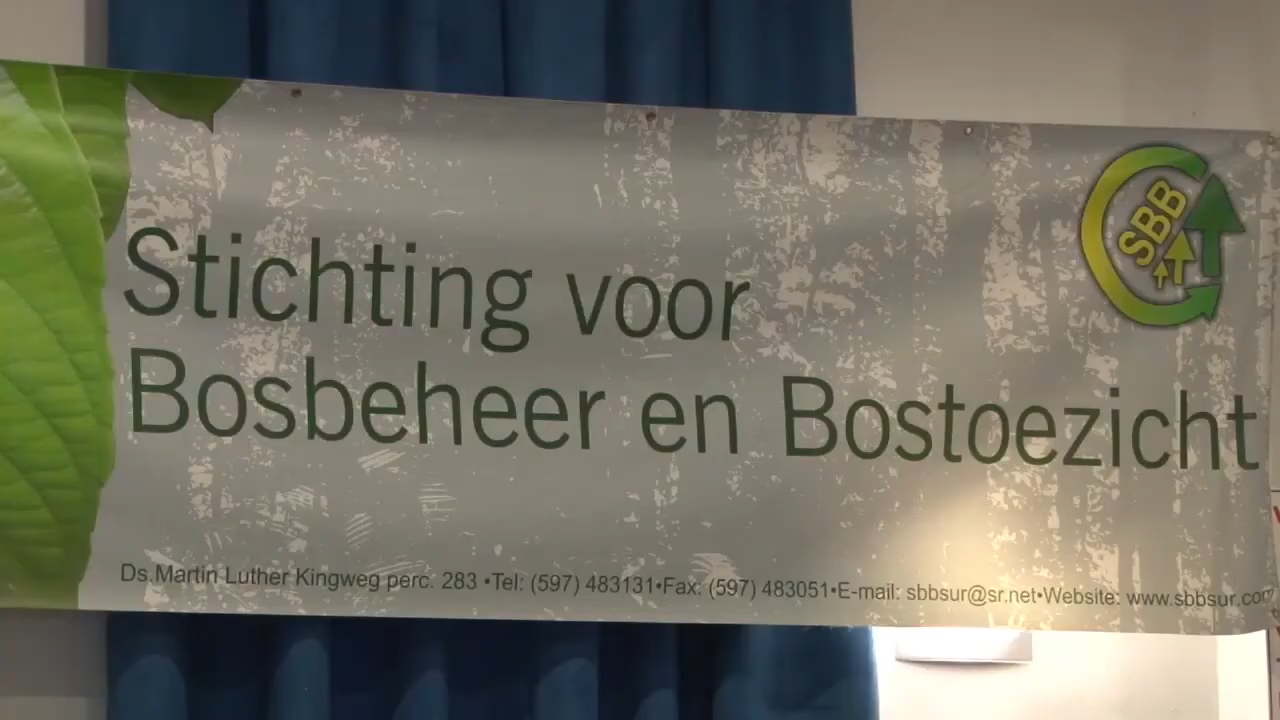 SBB
Stichting voor
Bosbeheer en Bostoezicht
Ds.Martin Luther Kingweg perc. 283 •Tel: (597) 483131•Fax: (597) 483051•E-mail: sbbsur@sr.net•Website: www.sbbsur.com